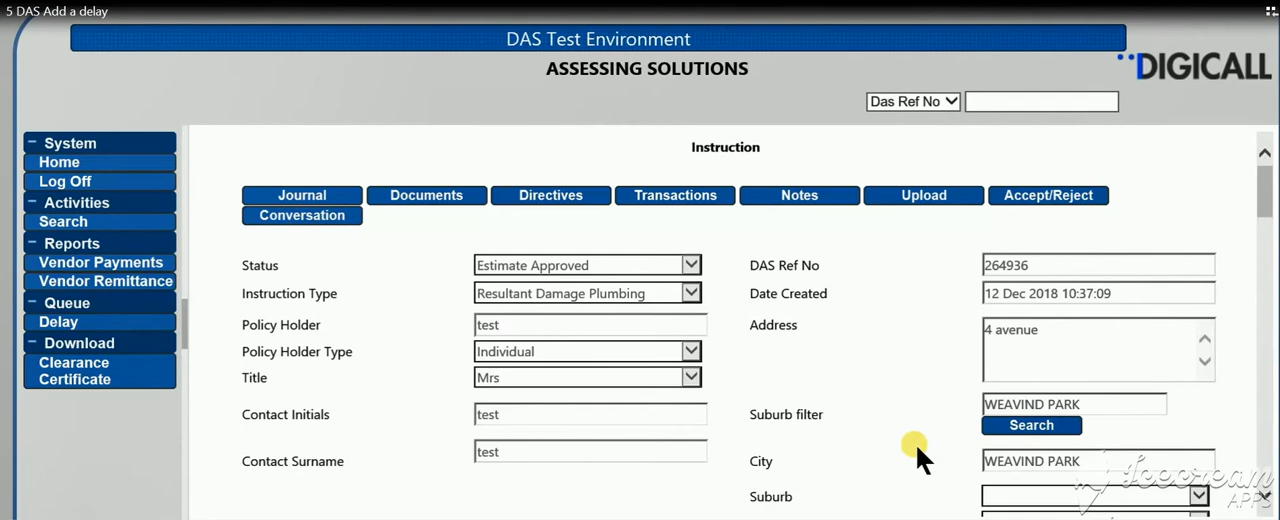 5 DAS Add a delay
DAS Test Environment
ASSESSING SOLUTIONS
DIGICALL
Das Ref No
System
Home
Log Off
Activities
Search
Reports
Vendor Payments
Vendor Remittance
Queue
Delay
Download
Clearance
Certificate
Instruction
Journal Documents Directives Transactions Notes Upload Accept/Reject
Conversation
Status Estimate Approved DAS Ref No 264936
Instruction Type Resultant Damage Plumbing Date Created 12 Dec 2018 10:37:09
Policy Holder test Address 4 avenue
Policy Holder Type Individual
Title Mrs
Suburb filter WEAVIND PARK
Contact Initials test
Search
Contact Surname test City WEAVIND PARK
Suburb
Icecream
APPS